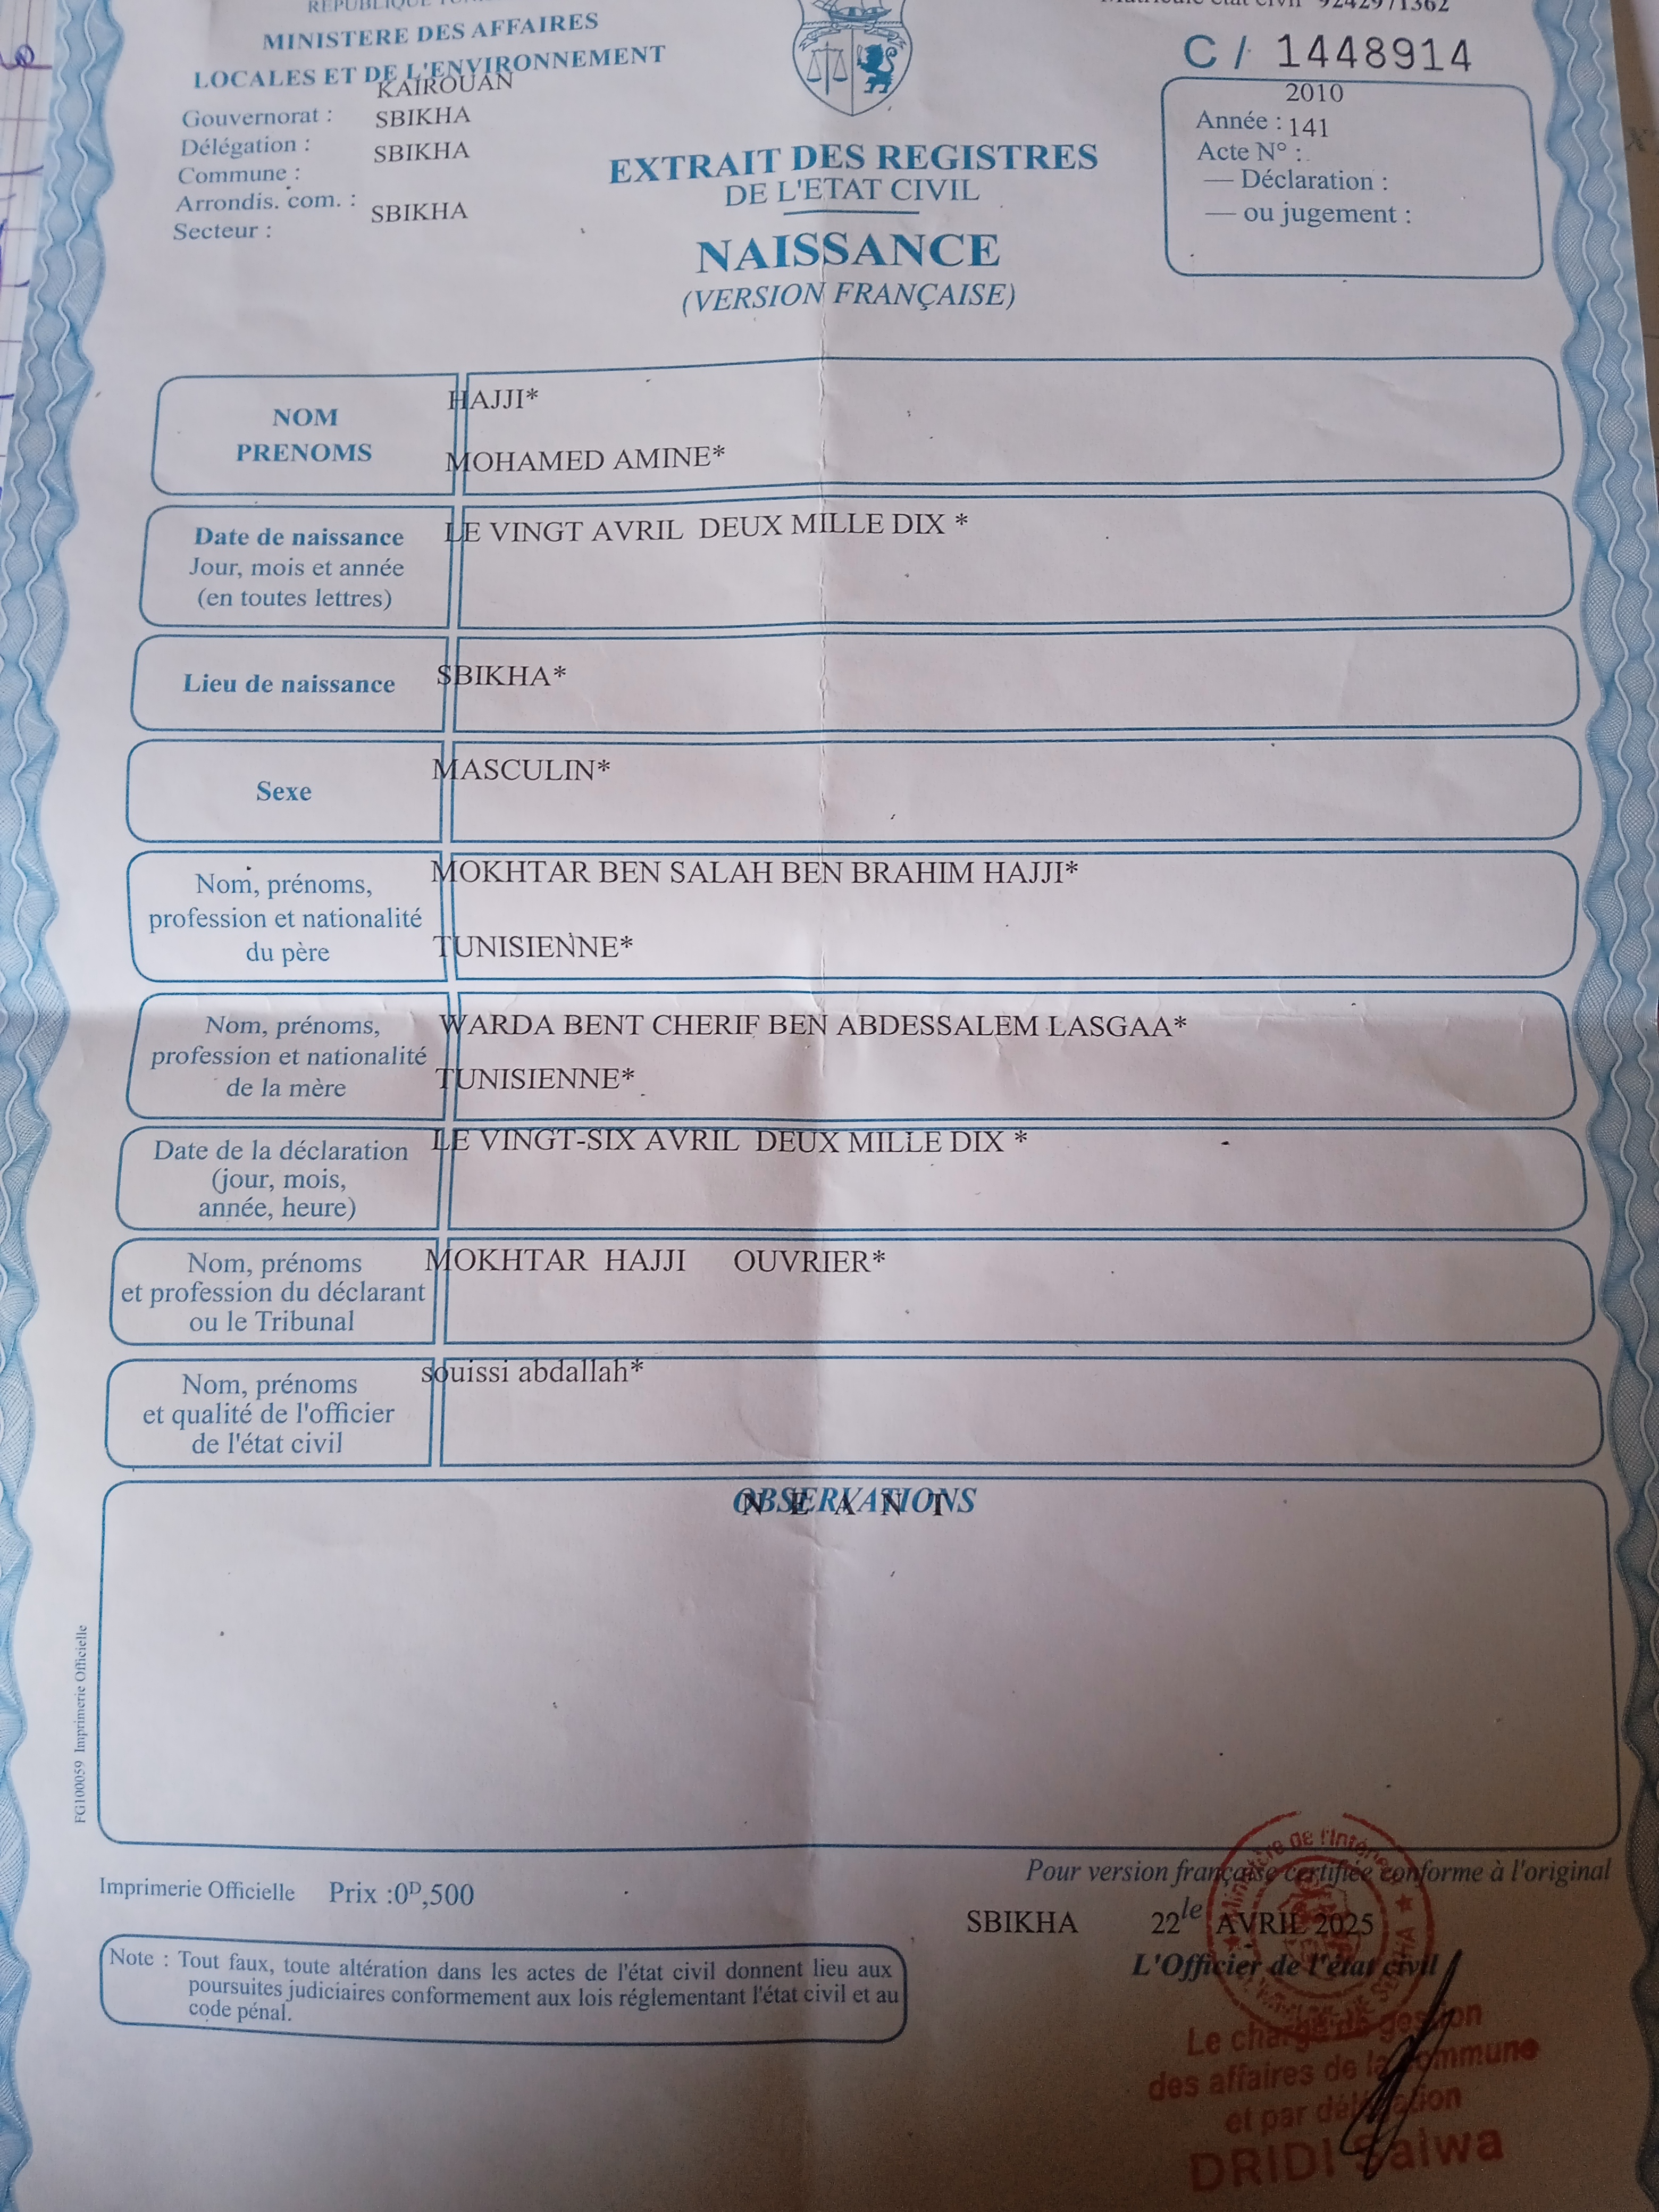 MINISTERE DES AFFAIRES
LOCALES ET DE L'ENVIRONNEMENT
KAIROUAN
Gouvernorat : SBIKHA
Délégation :
Commune : SBIKHA
Arrondis. com. :
Secteur : SBIKHA
EXTRAIT DES REGISTRES
DE L'ETAT CIVIL
NAISSANCE
(VERSION FRANÇAISE)
9242971362
C / 1448914
2010
Année : 141
Acte N° :
— Déclaration :
— ou jugement :
NOM HAJJI*
PRENOMS MOHAMED AMINE*
Date de naissance LE VINGT AVRIL DEUX MILLE DIX *
Jour, mois et année
(en toutes lettres)
Lieu de naissance SBIKHA*
Sexe MASCULIN*
Nom, prénoms, MOKHTAR BEN SALAH BEN BRAHIM HAJJI*
profession et nationalité
du père TUNISIENNE*
Nom, prénoms, WARDA BENT CHERIF BEN ABDESSALEM LASGAA*
profession et nationalité
de la mère TUNISIENNE*
Date de la déclaration LE VINGT-SIX AVRIL DEUX MILLE DIX *
(jour, mois,
année, heure)
Nom, prénoms MOKHTAR HAJJI OUVRIER*
et profession du déclarant
ou le Tribunal
Nom, prénoms souissi abdallah*
et qualité de l'officier
de l'état civil
OBSERVATIONS
N E A N T
FG100059 Imprimerie Officielle
Imprimerie Officielle Prix :0D,500
Note : Tout faux, toute altération dans les actes de l'état civil donnent lieu aux
poursuites judiciaires conformement aux lois réglementant l'état civil et au
code pénal.
Pour version française certifiée conforme à l'original
SBIKHA 22 le AVRIL 2025
L'Officier de l'état civil
Ministère de l'Intérieur
Le chargé de gestion
des affaires de la commune
et par délégation
DRIDI Salwa